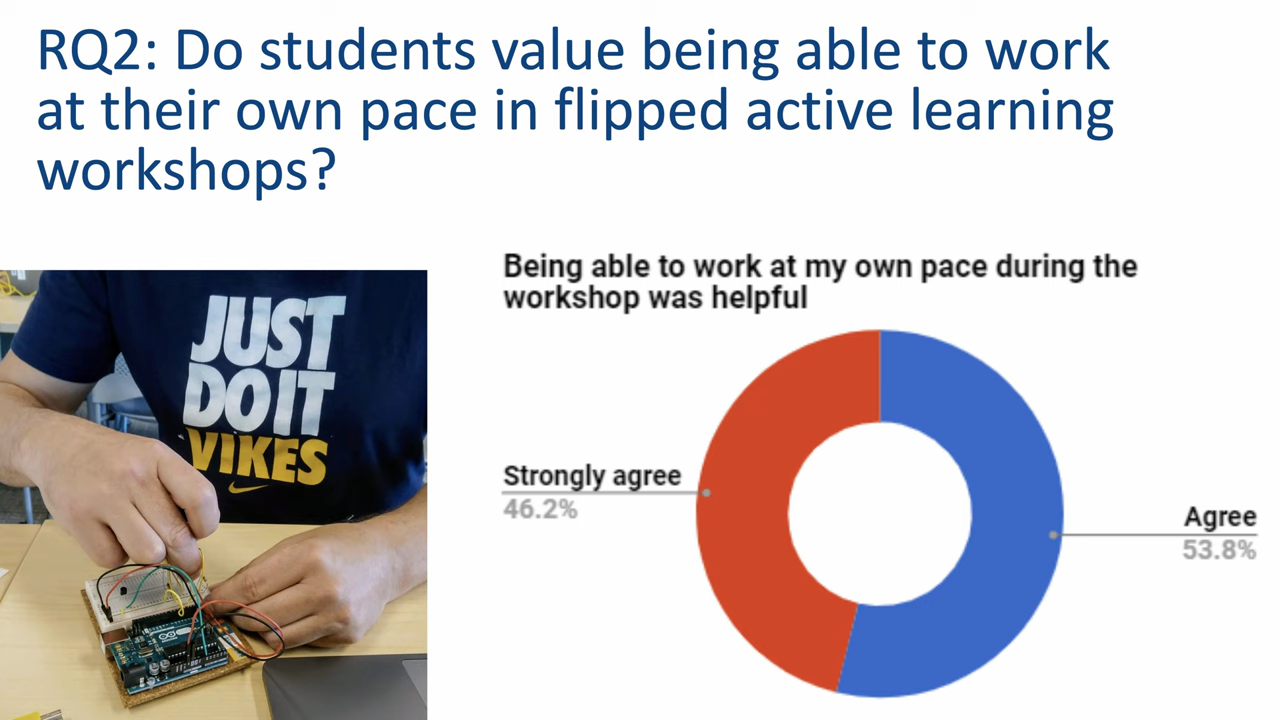 RQ2: Do students value being able to work
at their own pace in flipped active learning
workshops?
Being able to work at my own pace during the
workshop was helpful
JUST
DO IT
VIKES
Strongly agree
46.2%
Agree
53.8%